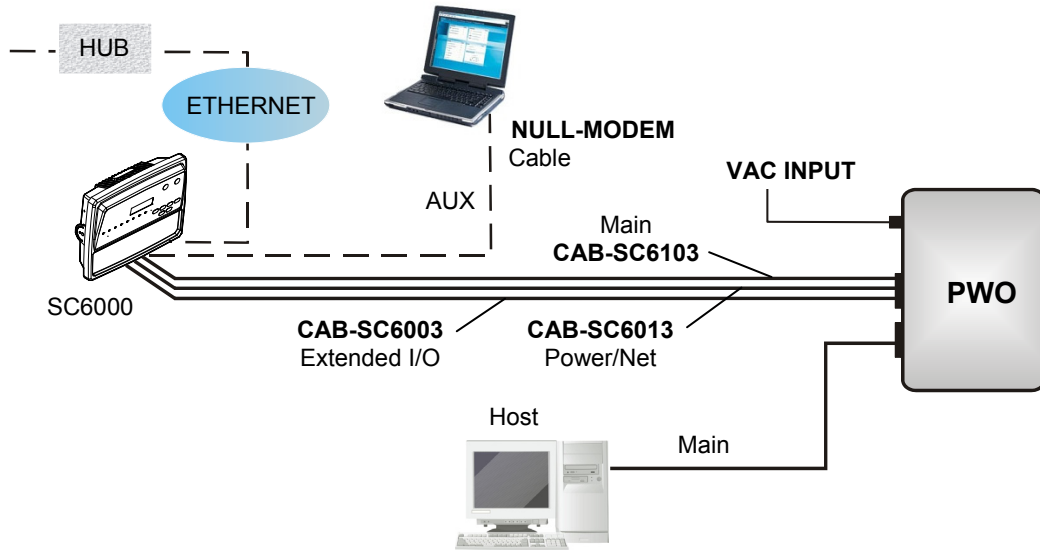 HUB
ETHERNET
NULL-MODEM
Cable
VAC INPUT
AUX
Main
CAB-SC6103
SC6000
PWO
CAB-SC6003
Extended I/O
CAB-SC6013
Power/Net
Host
Main